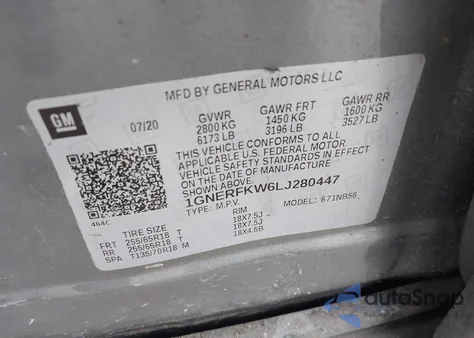 MFD BY GENERAL MOTORS LLC
GM
07/20
GVWR GAWR FRT GAWR RR
2800 KG 1450 KG 1600 KG
6173 LB 3196 LB 3527 LB
THIS VEHICLE CONFORMS TO ALL
APPLICABLE U.S. FEDERAL MOTOR
VEHICLE SAFETY STANDARDS IN EFFECT
ON THE DATE OF MANUFACTURE SHOWN ABOVE.
1GNERFKW6LJ280447
TYPE: M.P.V. MODEL: 671NB56
464C
TIRE SIZE RIM
FRT 255/65R18 T 18X7.5J
RR 255/65R18 T 18X7.5J
SPA T135/70R18 M 18X4.5B
autoSnap